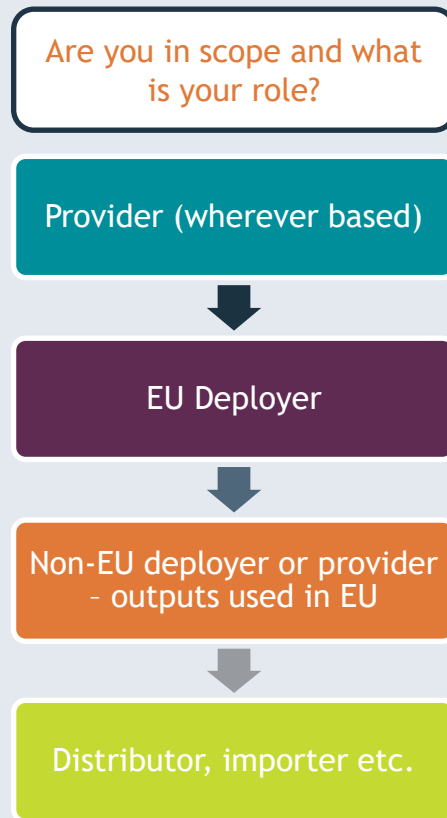 Are you in scope and what
is your role?
Provider (wherever based)
EU Deployer
Non-EU deployer or provider
– outputs used in EU
Distributor, importer etc.